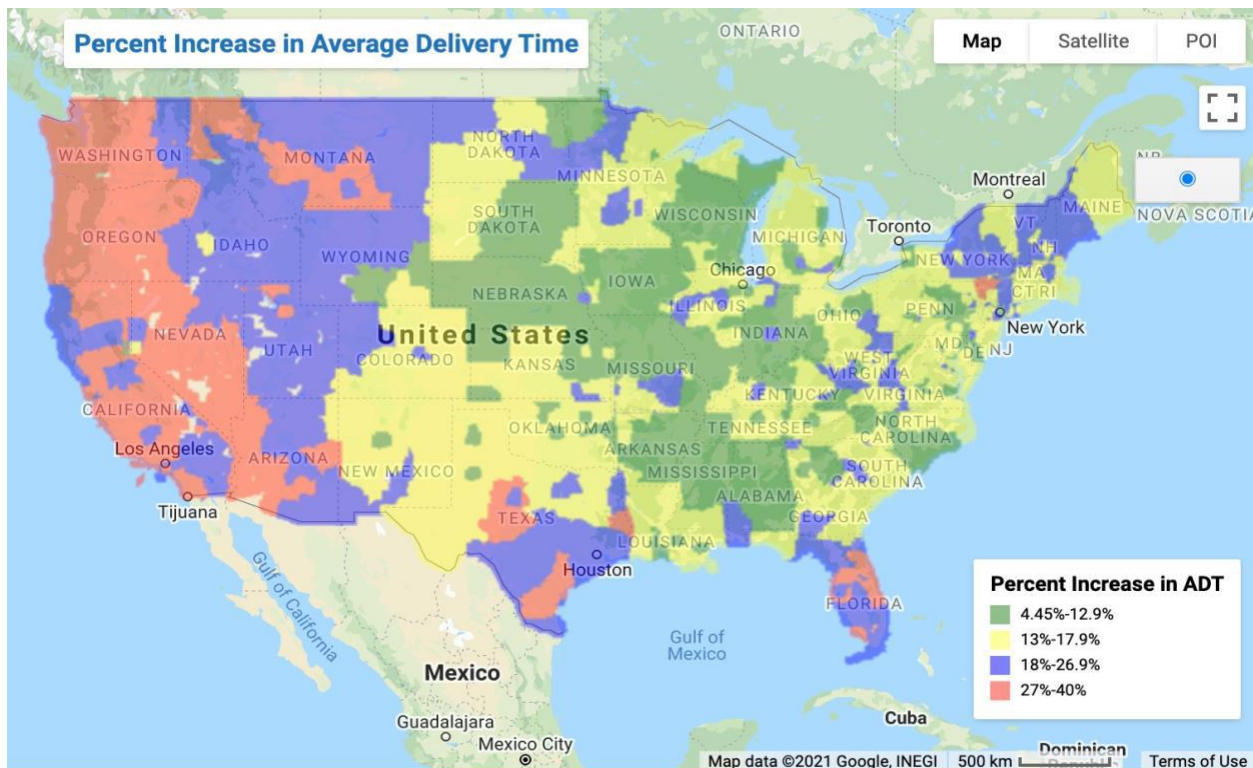 Percent Increase in Average Delivery Time
Map
Satellite
POI
ONTARIO
WASHINGTON
MONTANA
NORTH
DAKOTA
MINNESOTA
Montreal
MAINE
NOVA SCOTIA
OREGON
IDAHO
SOUTH
DAKOTA
WISCONSIN
MICHIGAN
Toronto
VT
NH
WYOMING
NEW YORK
MA
CT RI
Chicago
IOWA
NEBRASKA
ILLINOIS
INDIANA
OHIO
PENN
New York
NEVADA
UTAH
United States
COLORADO
KANSAS
MISSOURI
WEST
VIRGINIA
MD
DE
NJ
CALIFORNIA
KENTUCKY
VIRGINIA
Los Angeles
ARIZONA
NEW MEXICO
OKLAHOMA
ARKANSAS
TENNESSEE
NORTH
CAROLINA
MISSISSIPPI
SOUTH
CAROLINA
Tijuana
TEXAS
ALABAMA
GEORGIA
LOUISIANA
Houston
FLORIDA
Gulf of California
Gulf of
Mexico
Mexico
Guadalajara
Mexico City
Cuba
Percent Increase in ADT
4.45%-12.9%
13%-17.9%
18%-26.9%
27%-40%
Map data ©2021 Google, INEGI
500 km
Dominican
Terms of Use